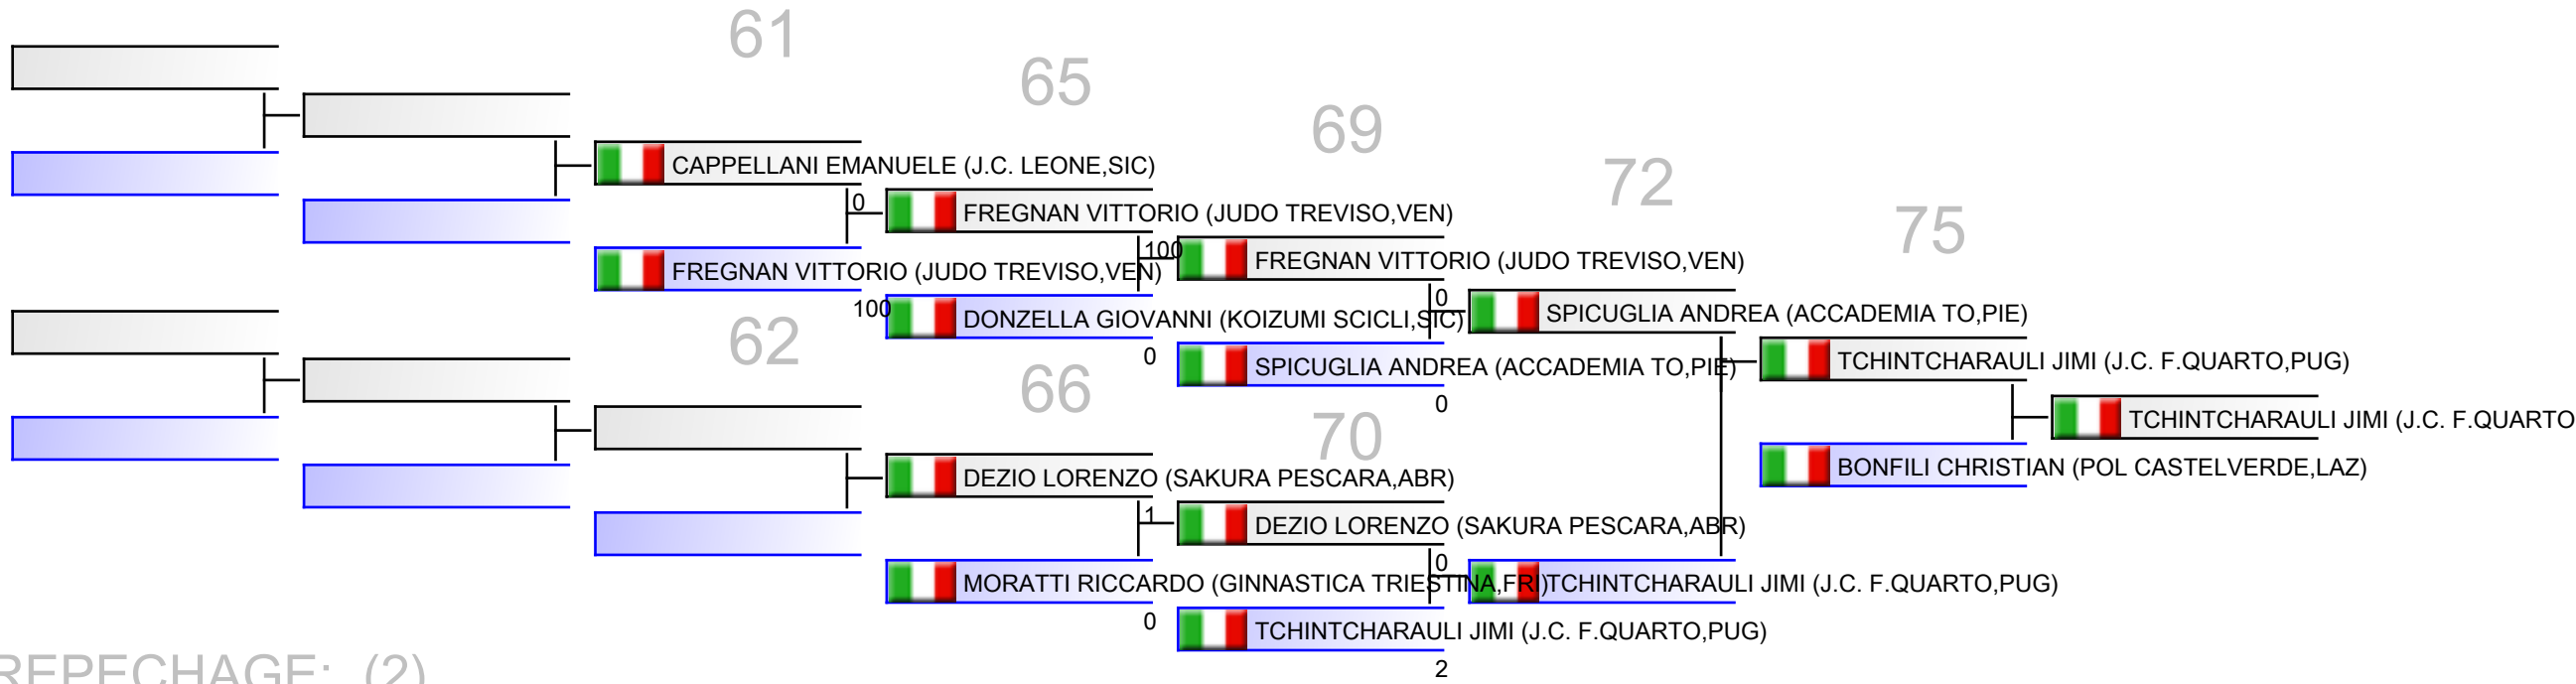 61
65
69
72
75
CAPPELLANI EMANUELE (J.C. LEONE,SIC)
0
FREGNAN VITTORIO (JUDO TREVISO,VEN)
100
FREGNAN VITTORIO (JUDO TREVISO,VEN)
FREGNAN VITTORIO (JUDO TREVISO,VEN)
0
100
SPICUGLIA ANDREA (ACCADEMIA TO,PIE)
DONZELLA GIOVANNI (KOIZUMI SCICLI,SIC)
62
0
TCHINTCHARAULI JIMI (J.C. F.QUARTO,PUG)
SPICUGLIA ANDREA (ACCADEMIA TO,PIE)
66
0
TCHINTCHARAULI JIMI (J.C. F.QUARTO
70
BONFILI CHRISTIAN (POL CASTELVERDE,LAZ)
DEZIO LORENZO (SAKURA PESCARA,ABR)
1
DEZIO LORENZO (SAKURA PESCARA,ABR)
0
MORATTI RICCARDO (GINNASTICA TRIESTINA,FRI)
TCHINTCHARAULI JIMI (J.C. F.QUARTO,PUG)
0
TCHINTCHARAULI JIMI (J.C. F.QUARTO,PUG)
2
REPECHAGE: (2)